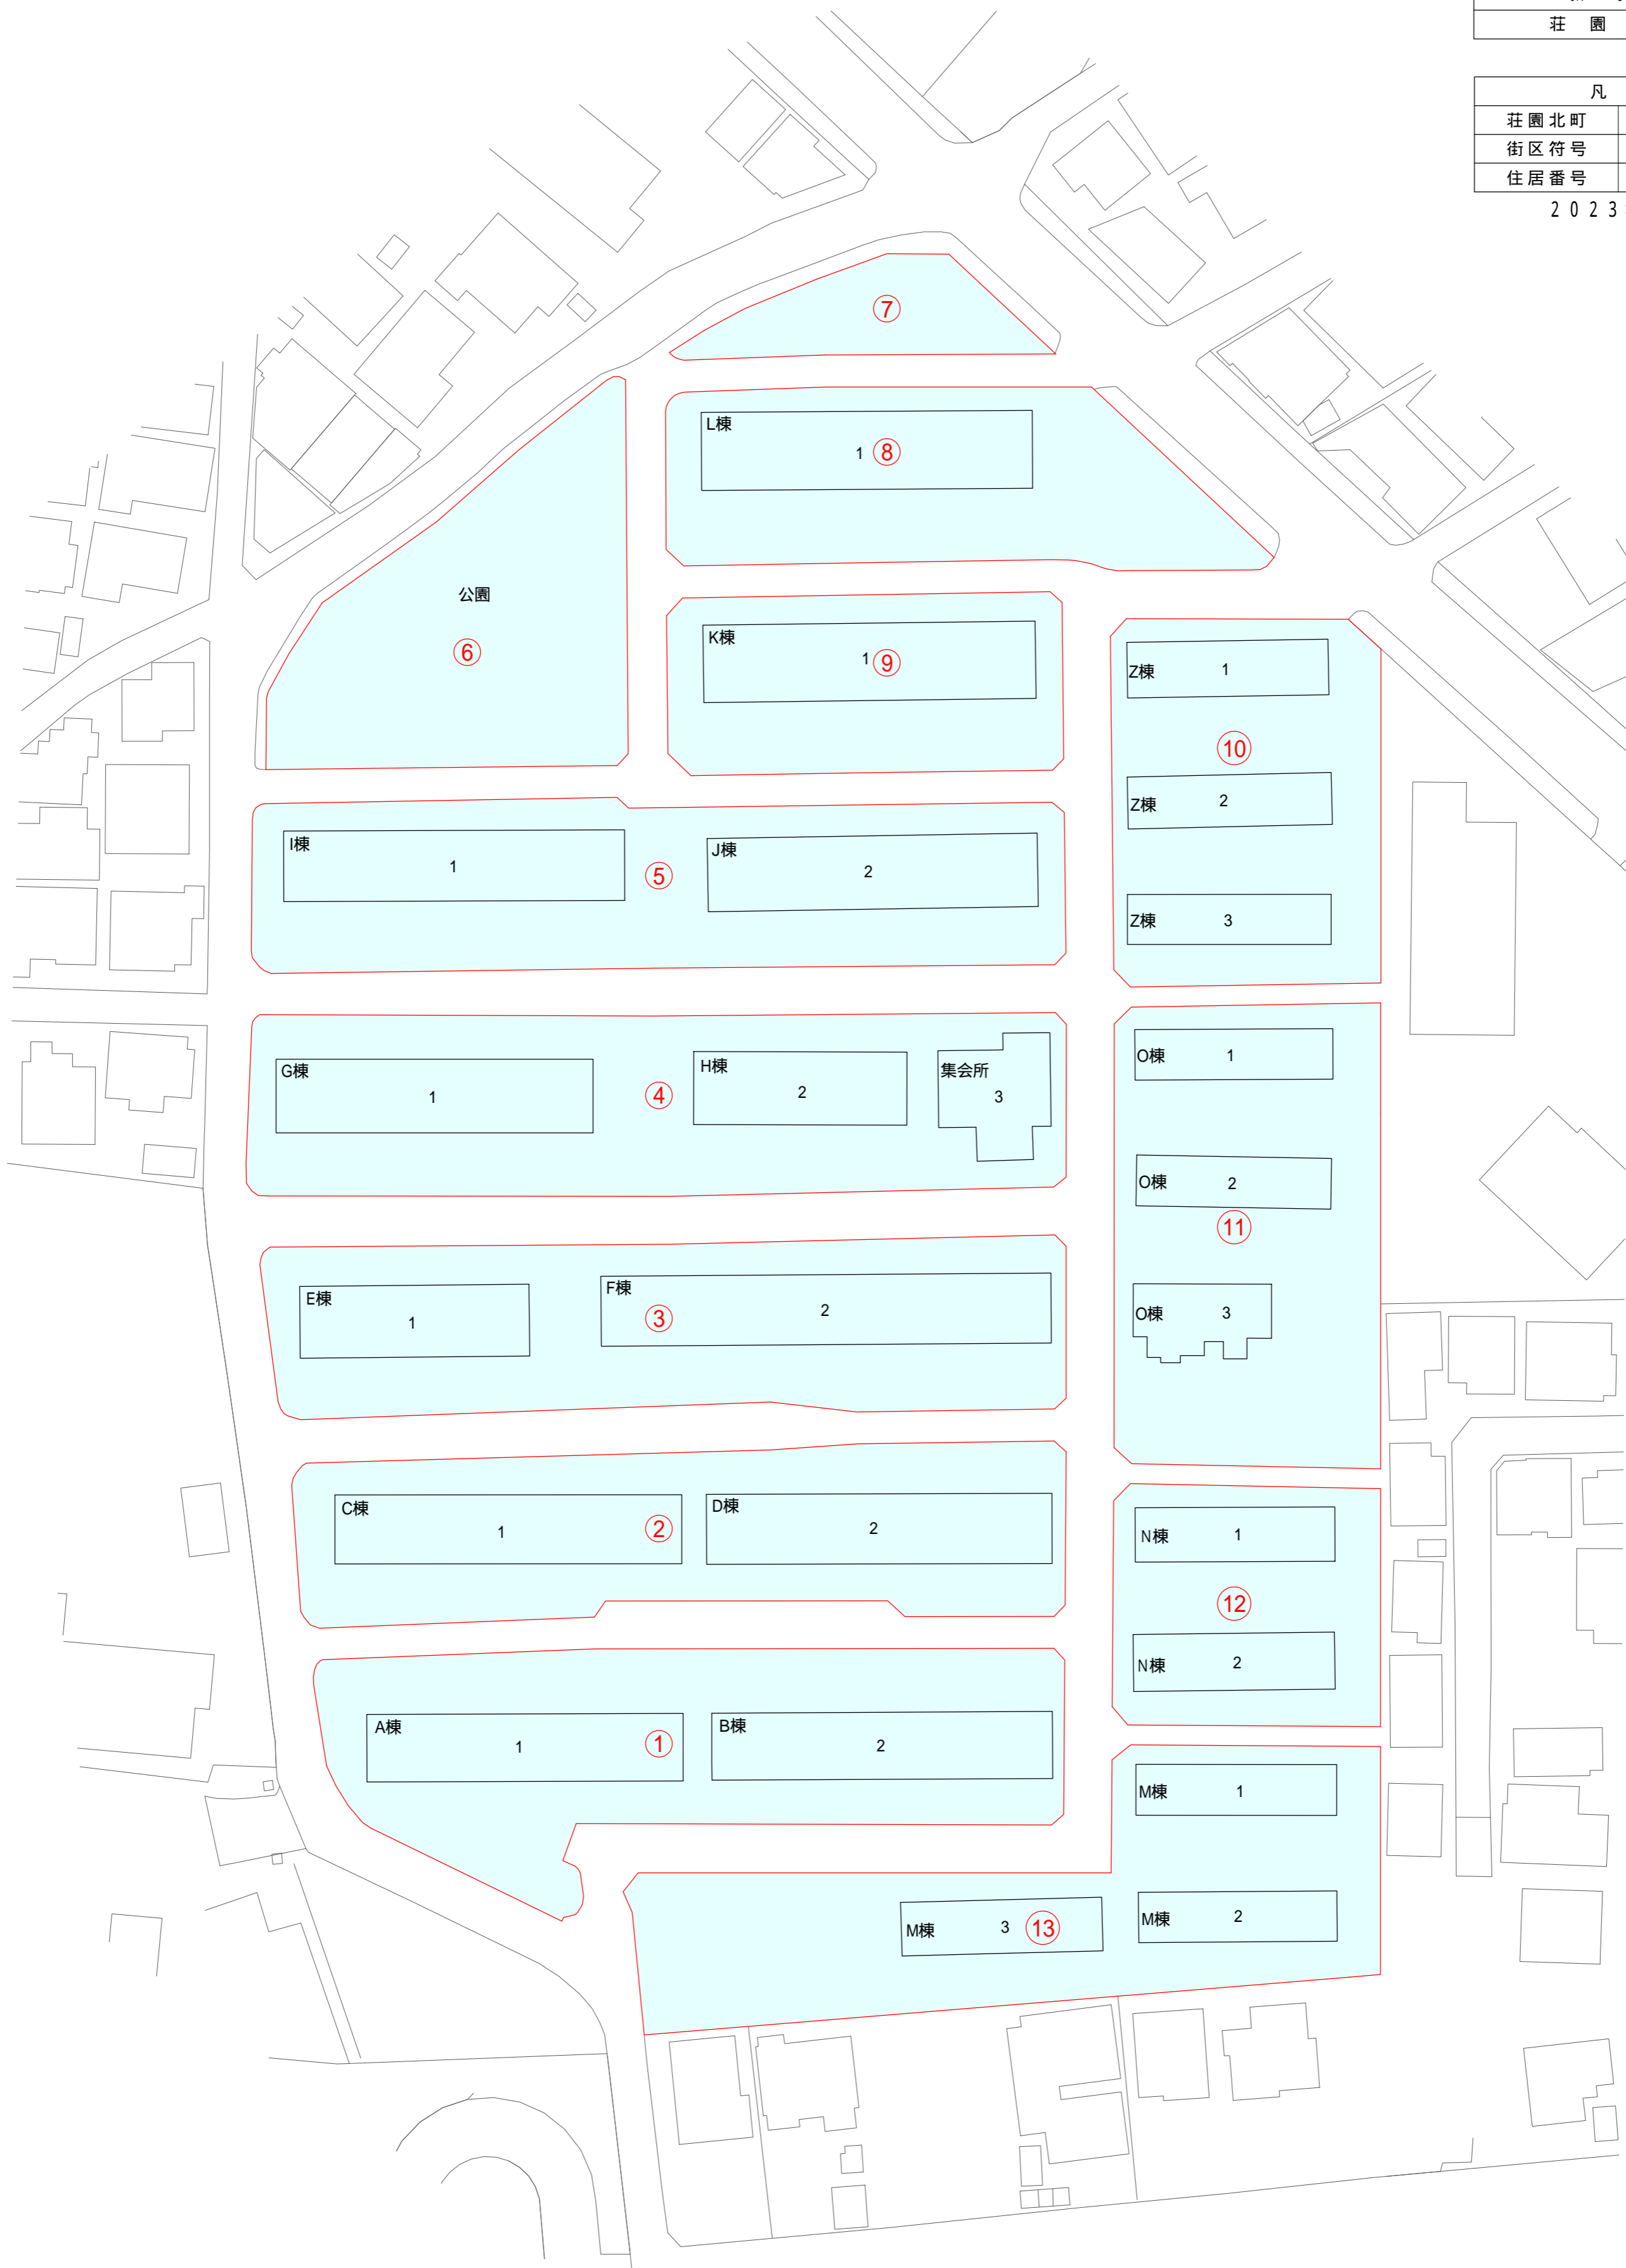 荘 園
凡
荘園北町
街区符号
住居番号
2023
⑦
L棟
1 ⑧
公園
⑥
K棟
1 ⑨
Z棟 1
⑩
Z棟 2
Z棟 3
I棟
1
⑤
J棟
2
G棟
1
④
H棟
2
集会所
3
O棟 1
O棟 2
⑪
O棟 3
E棟
1
F棟
③
2
C棟
1
②
D棟
2
N棟 1
⑫
N棟 2
A棟
1
①
B棟
2
M棟 1
M棟 2
M棟 3 ⑬